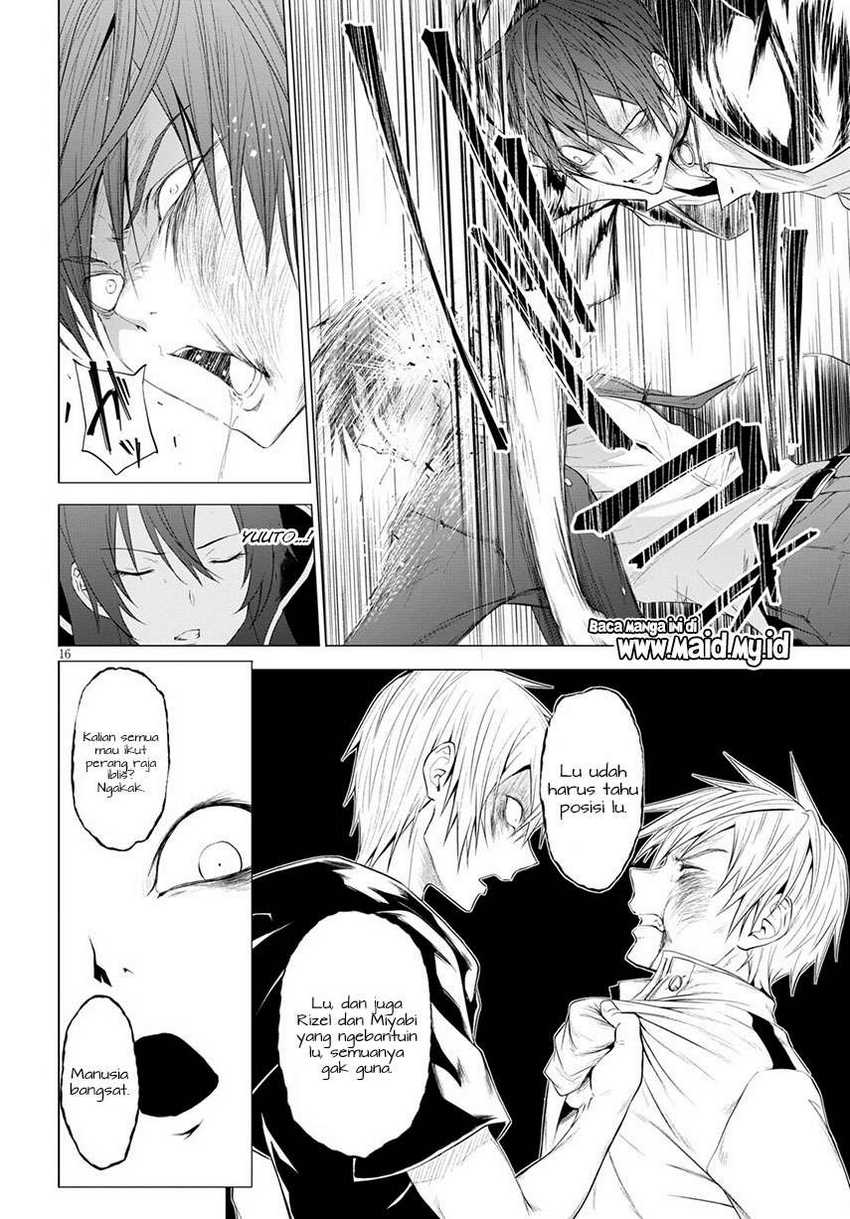 YUUTO...!
16
Baca Manga ini di
www.Maid.My.id
Lu udah
harus tahu
posisi lu.
Lu, dan juga
Rizel dan Miyabi
yang ngebantuin
lu, semuanya
gak guna.
Kalian semua
mau ikut
perang raja
iblis?
Ngakak.
Manusia
bangsat.